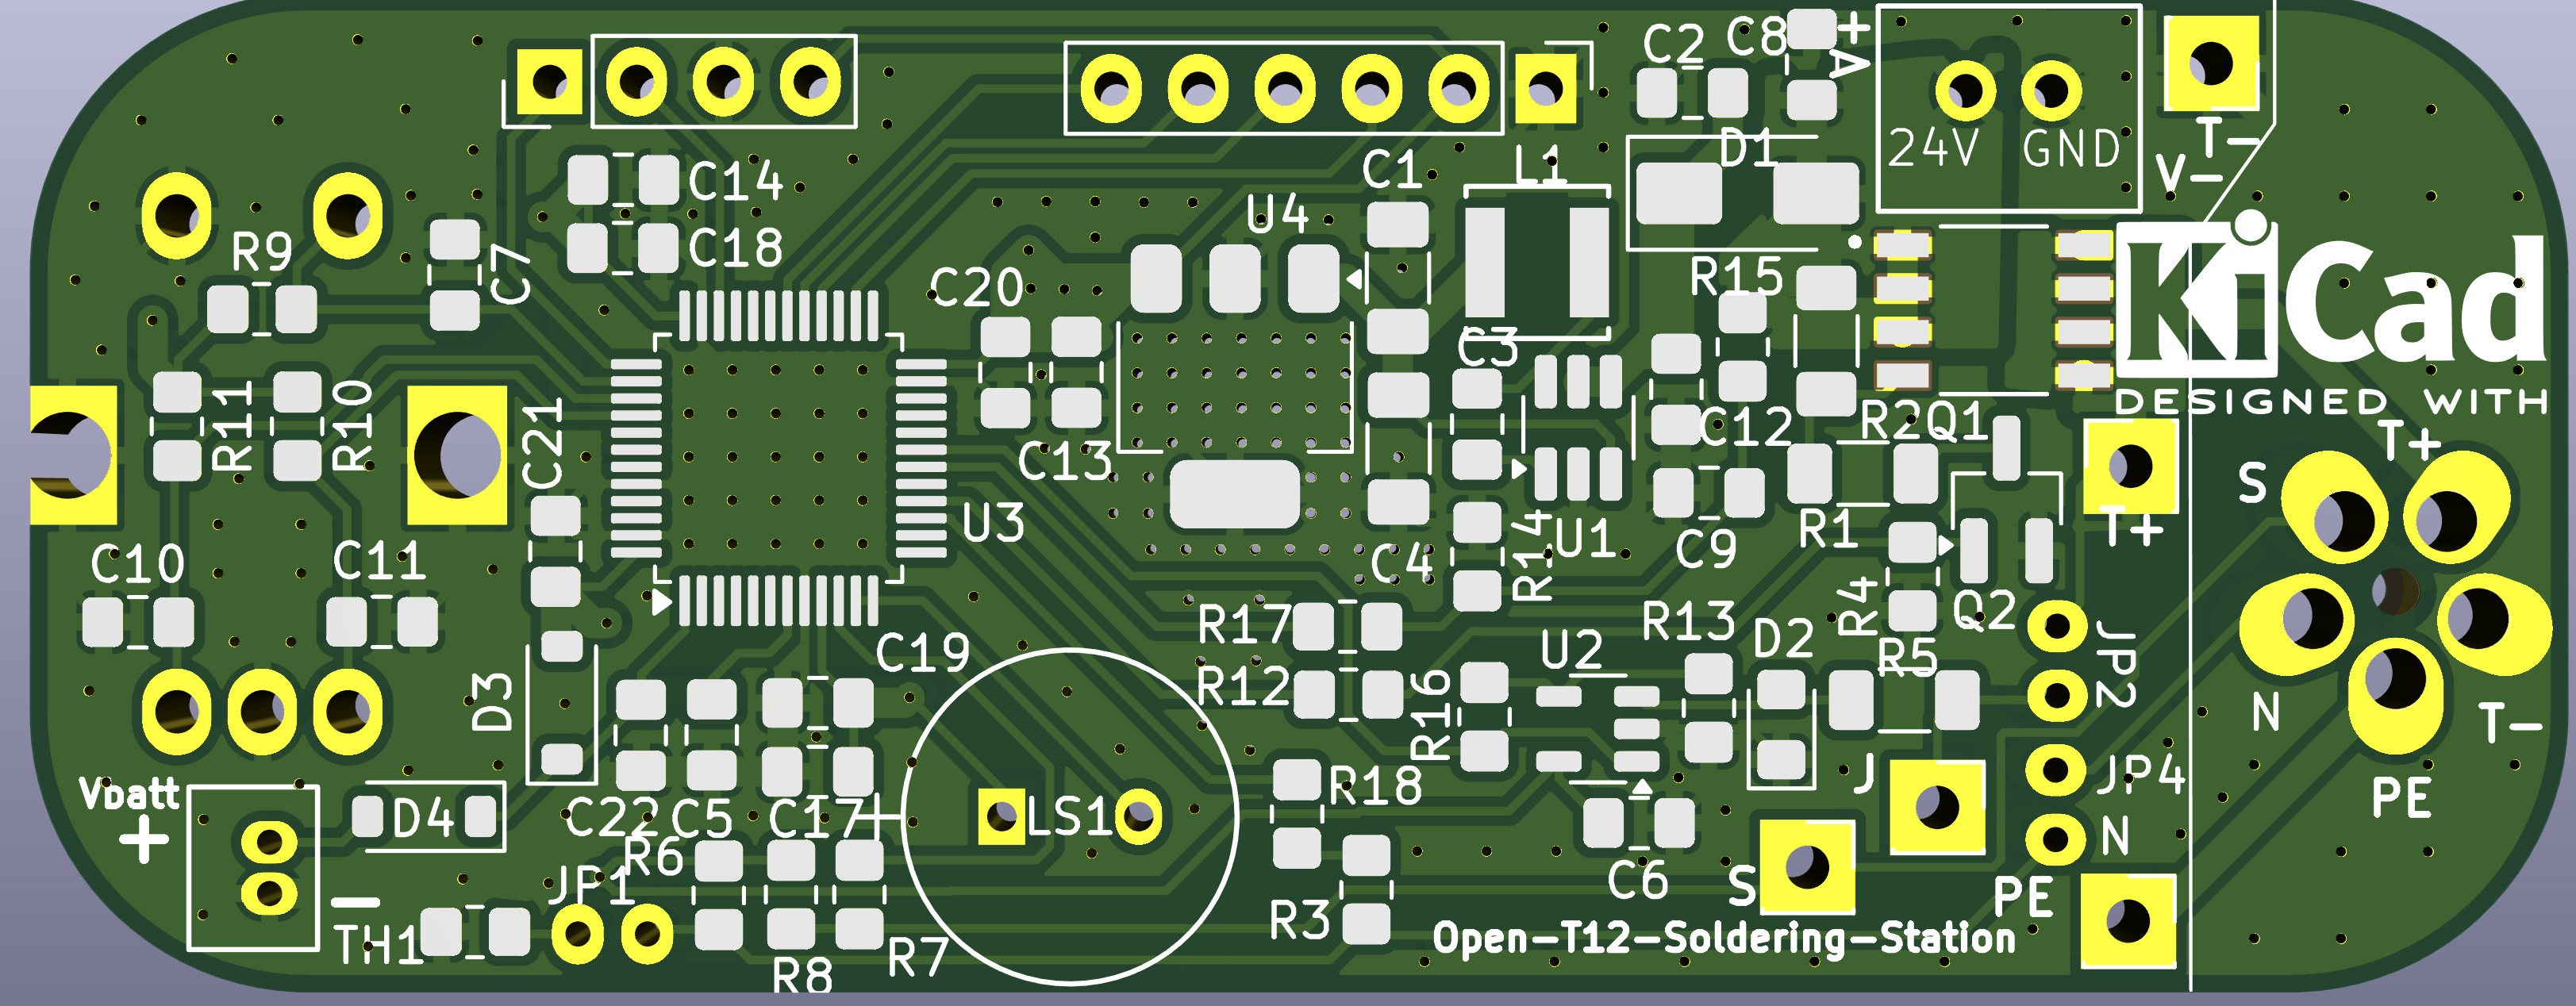 C2
C8
+
A
24V GND
T-
V-
D1
C1
L1
C14
U4
C18
R9
C7
C20
R15
KiCad
DESIGNED WITH
C3
R11
R10
C21
C13
C12
R2
Q1
T+
S
T+
U3
C10
C11
C4
R14
U1
C9
R1
R4
Q2
R17
R13
D2
JP2
C19
U2
R5
R12
R16
D3
N
T-
Vbatt
+
D4
C22
C5
C17
LS1
R18
J
JP4
PE
N
R6
JP1
C6
S
PE
-
TH1
R8
R7
R3
Open-T12-Soldering-Station